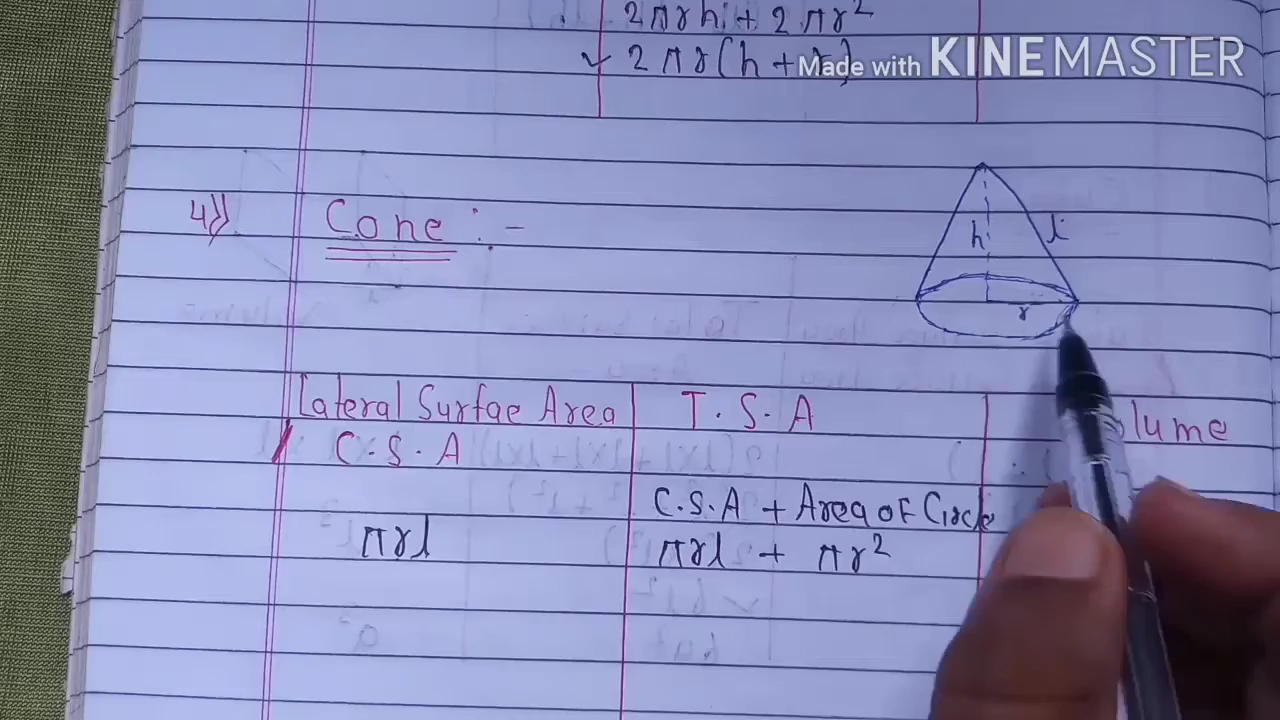 2πrh + 2πr²
✓ 2πr(h + r)
Made with KINEMASTER
4)) Cone :-
h
l
r
Lateral Surfae Area
T.S.A
lume
C.S.A
C.S.A + Area of Circle
πrl
πrl + πr²